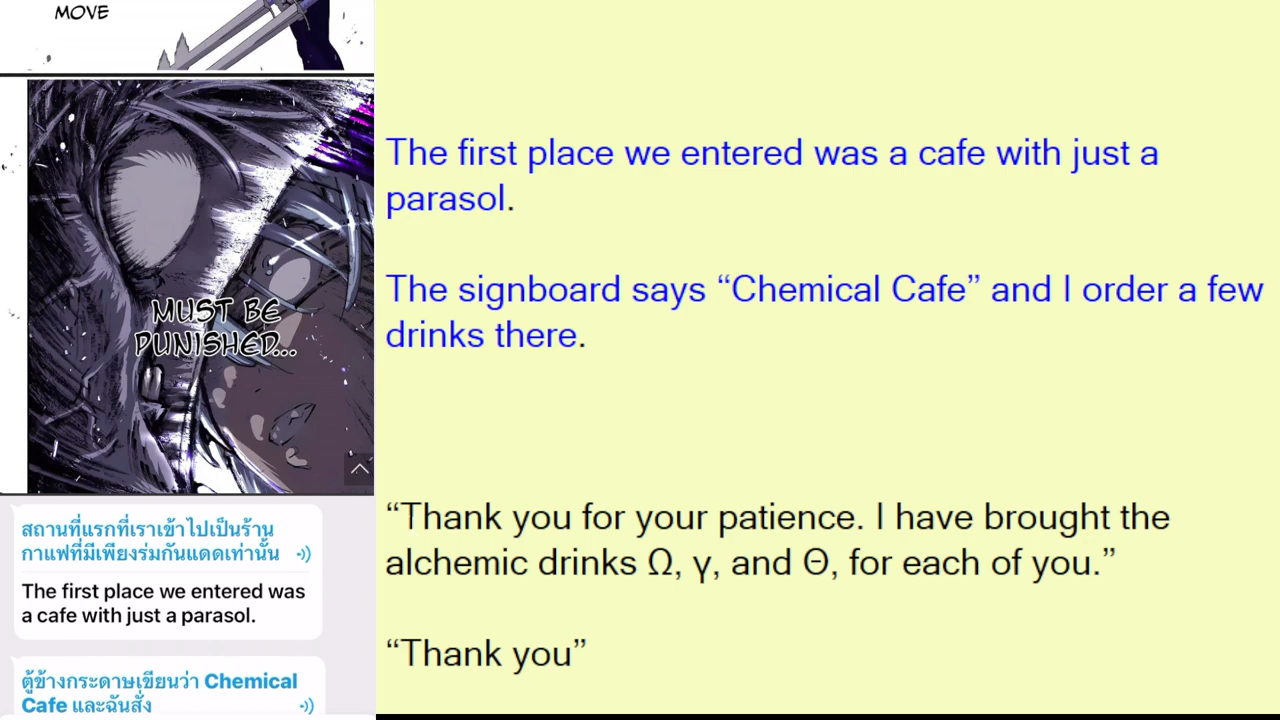 MOVE
MUST BE
PUNISHED...
สถานที่แรกที่เราเข้าไปเป็นร้าน
กาแฟที่มีเพียงร่มกันแดดเท่านั้น
The first place we entered was
a cafe with just a parasol.
ตู้ข้างกระดาษเขียนว่า Chemical
Cafe และฉันสั่ง
The first place we entered was a cafe with just a
parasol.
The signboard says “Chemical Cafe” and I order a few
drinks there.
“Thank you for your patience. I have brought the
alchemic drinks Ω, γ, and Θ, for each of you.”
“Thank you”